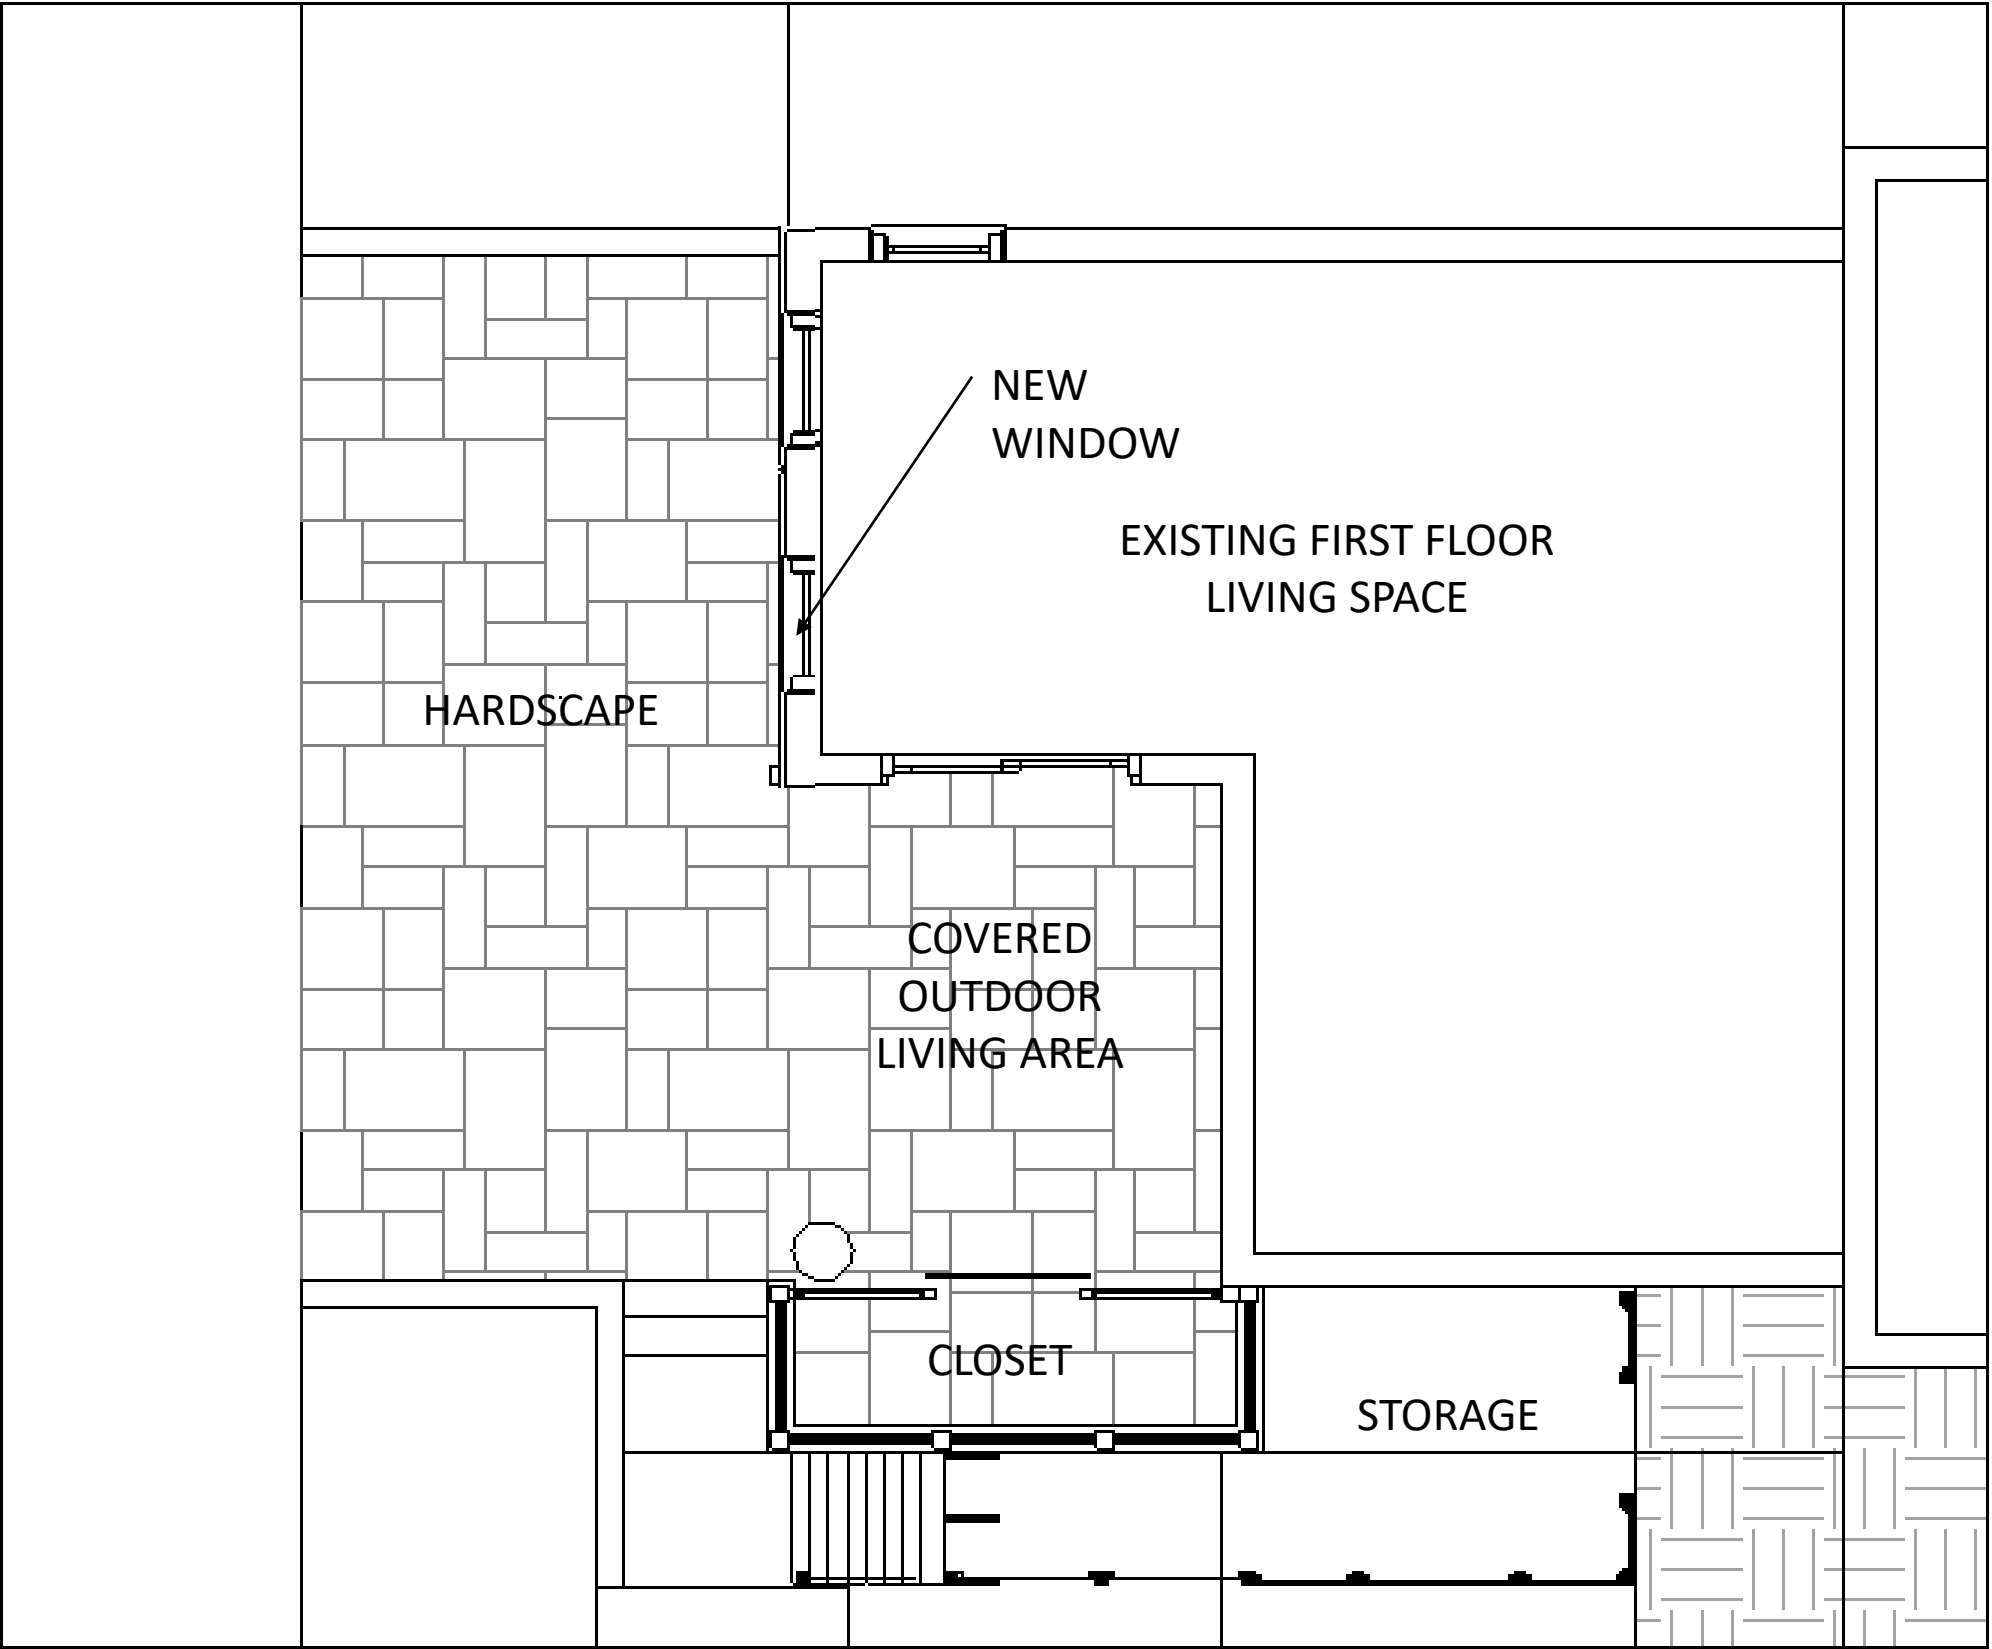 NEW
WINDOW
EXISTING FIRST FLOOR
LIVING SPACE
HARDSCAPE
COVERED
OUTDOOR
LIVING AREA
CLOSET
STORAGE